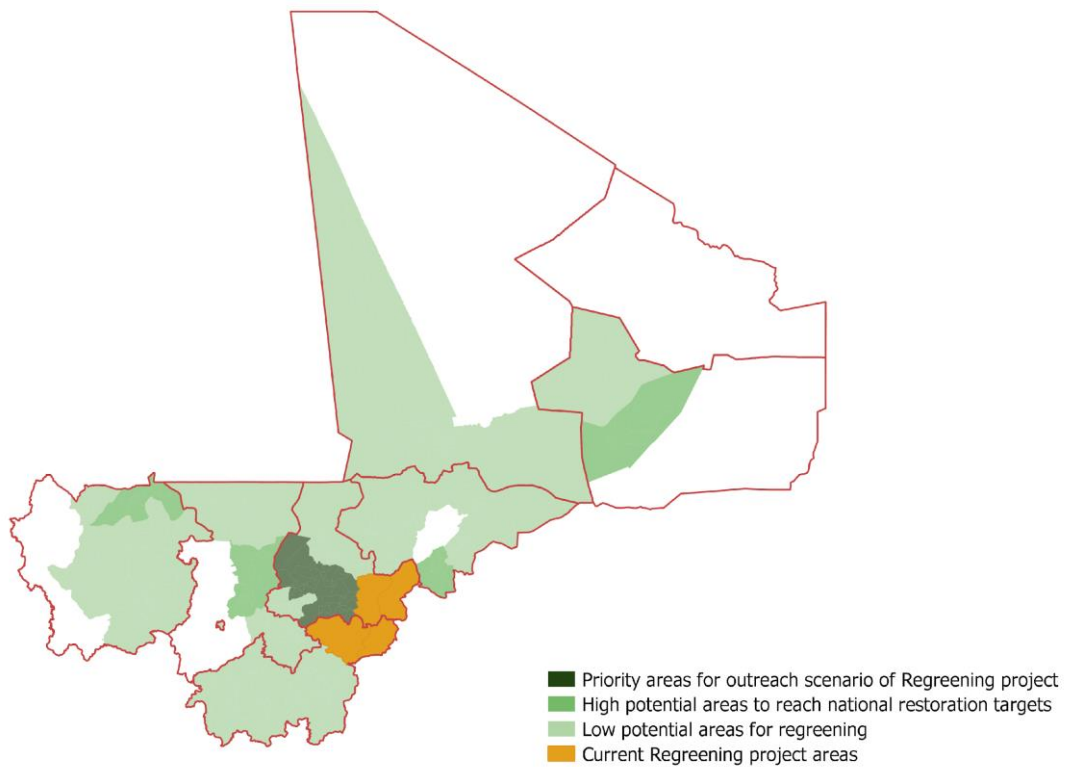 Priority areas for outreach scenario of Regreening project
High potential areas to reach national restoration targets
Low potential areas for regreening
Current Regreening project areas